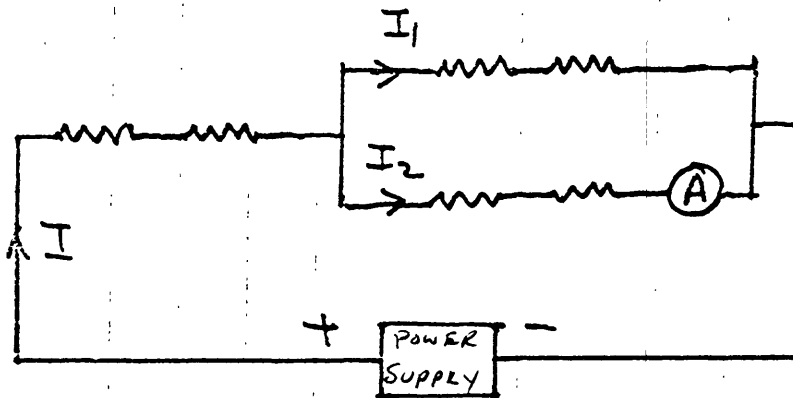 I₁
I₂
A
I
+ POWER -
SUPPLY